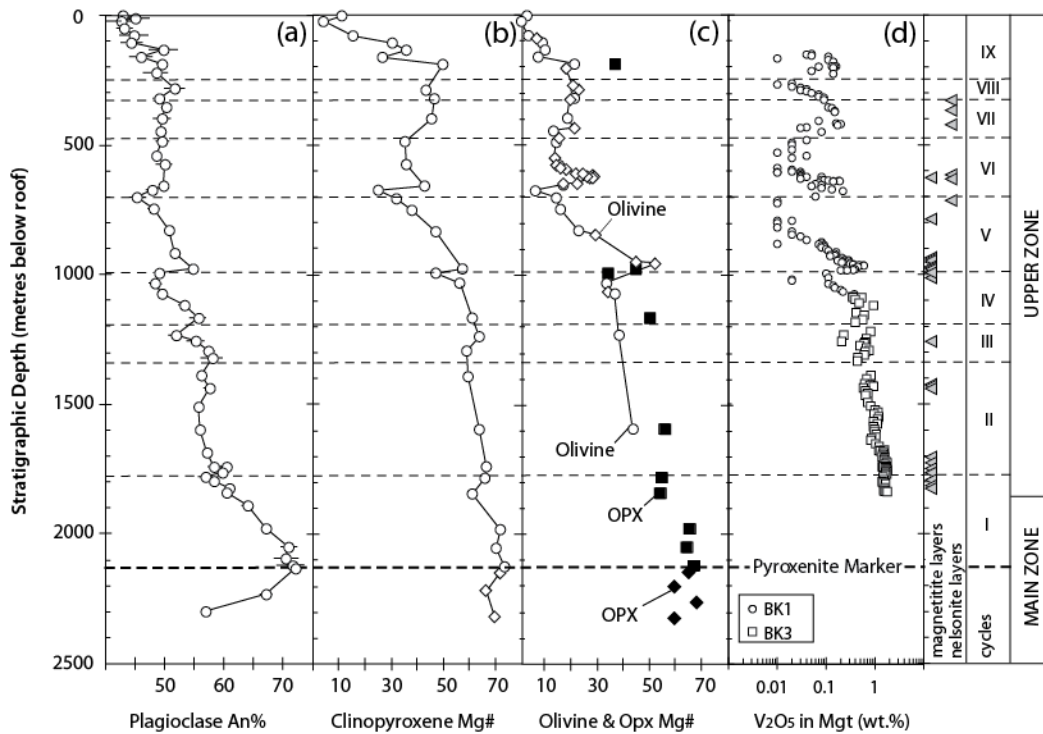 (a) (b) (c) (d)
0
500
1000
1500
2000
2500
Stratigraphic Depth (metres below roof)
50 60 70
Plagioclase An%
10 30 50 70
Clinopyroxene Mg#
10 30 50 70
Olivine & Opx Mg#
0.01 0.1 1
V2O5 in Mgt (wt.%)
Olivine
Olivine
OPX
OPX
Pyroxenite Marker
BK1
BK3
magnetitite layers
nelsonite layers
cycles
IX
VIII
VII
VI
V
IV
III
II
I
UPPER ZONE
MAIN ZONE